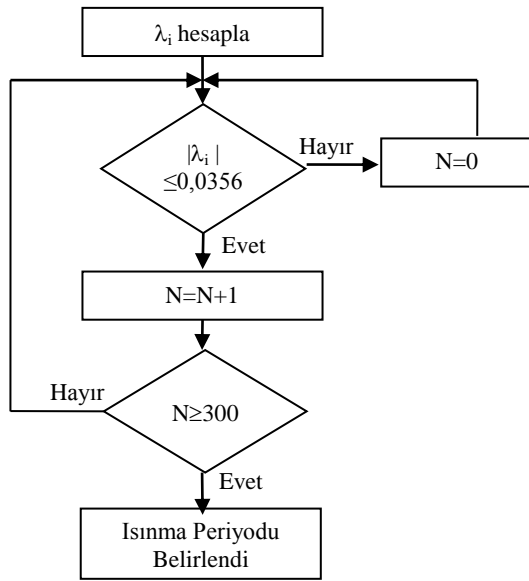 λi hesapla
|λi |
≤0,0356
Hayır
N=0
Evet
N=N+1
Hayır
N≥300
Evet
Isınma Periyodu
Belirlendi